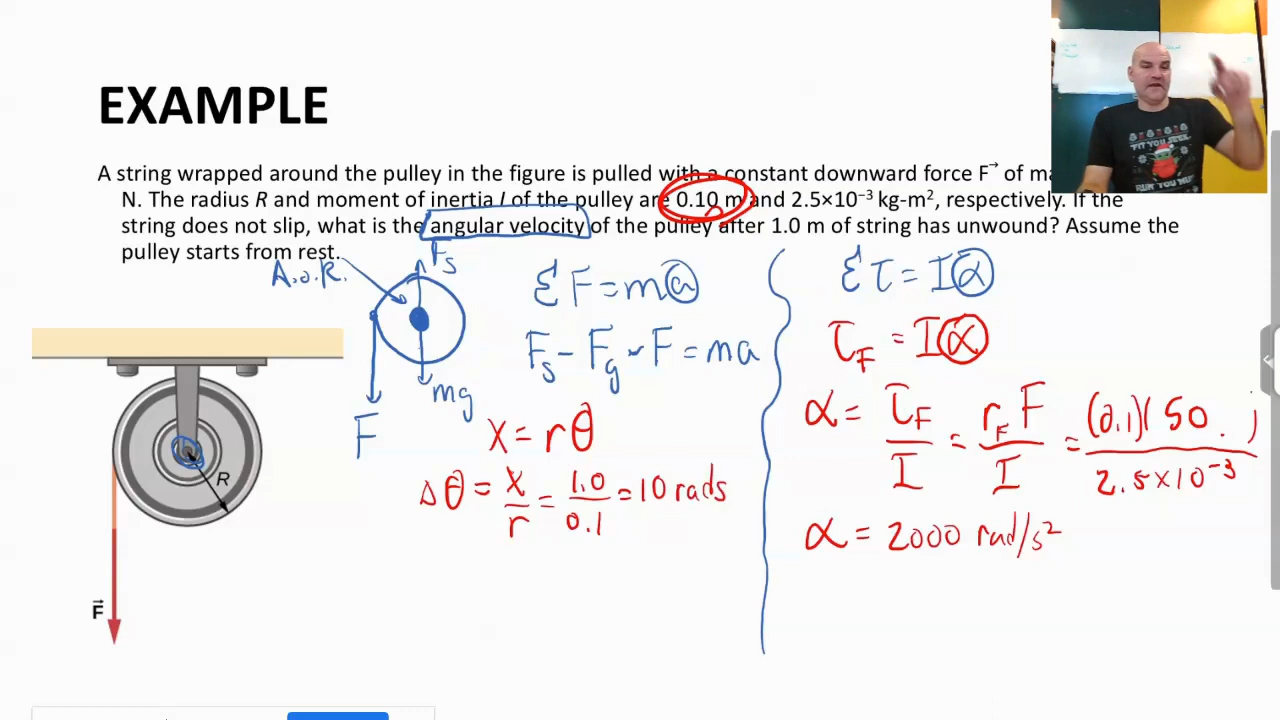 EXAMPLE
A string wrapped around the pulley in the figure is pulled with a constant downward force F⃗ of
N. The radius R and moment of inertia I of the pulley are 0.10 m and 2.5×10⁻³ kg-m², respectively. If the
string does not slip, what is the angular velocity of the pulley after 1.0 m of string has unwound? Assume the
pulley starts from rest.
A.o.R.
Fs
mg
F
ΣF = ma
Fs - Fg - F = ma
x = rθ
Δθ = x/r = 1.0/0.1 = 10 rads
Στ = Iα
τF = Iα
α = τF/I = rF F/I = (0.1)(50.)/2.5×10⁻³
α = 2000 rad/s²
R
F⃗